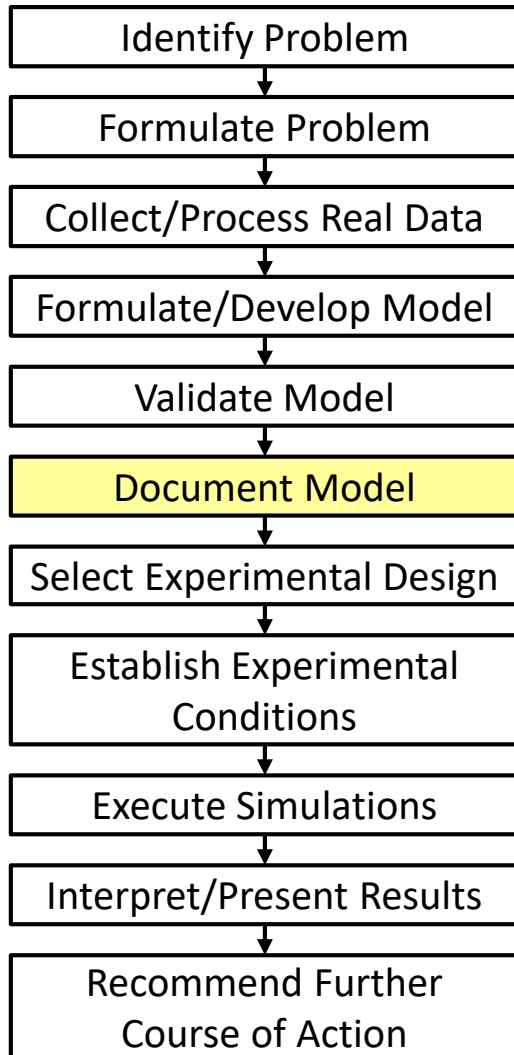 Identify Problem
Formulate Problem
Collect/Process Real Data
Formulate/Develop Model
Validate Model
Document Model
Select Experimental Design
Establish Experimental
Conditions
Execute Simulations
Interpret/Present Results
Recommend Further
Course of Action